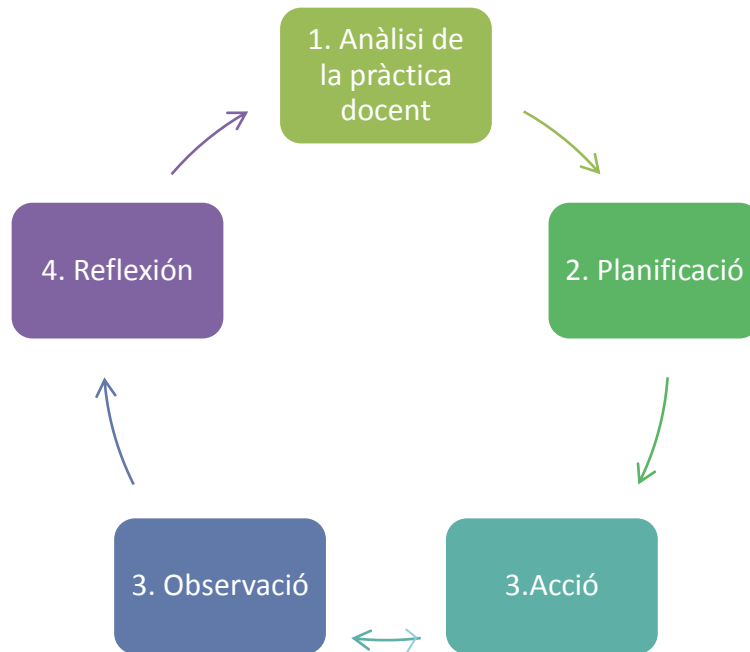 1. Anàlisi de
la pràctica
docent
2. Planificació
3.Acció
3. Observació
4. Reflexión